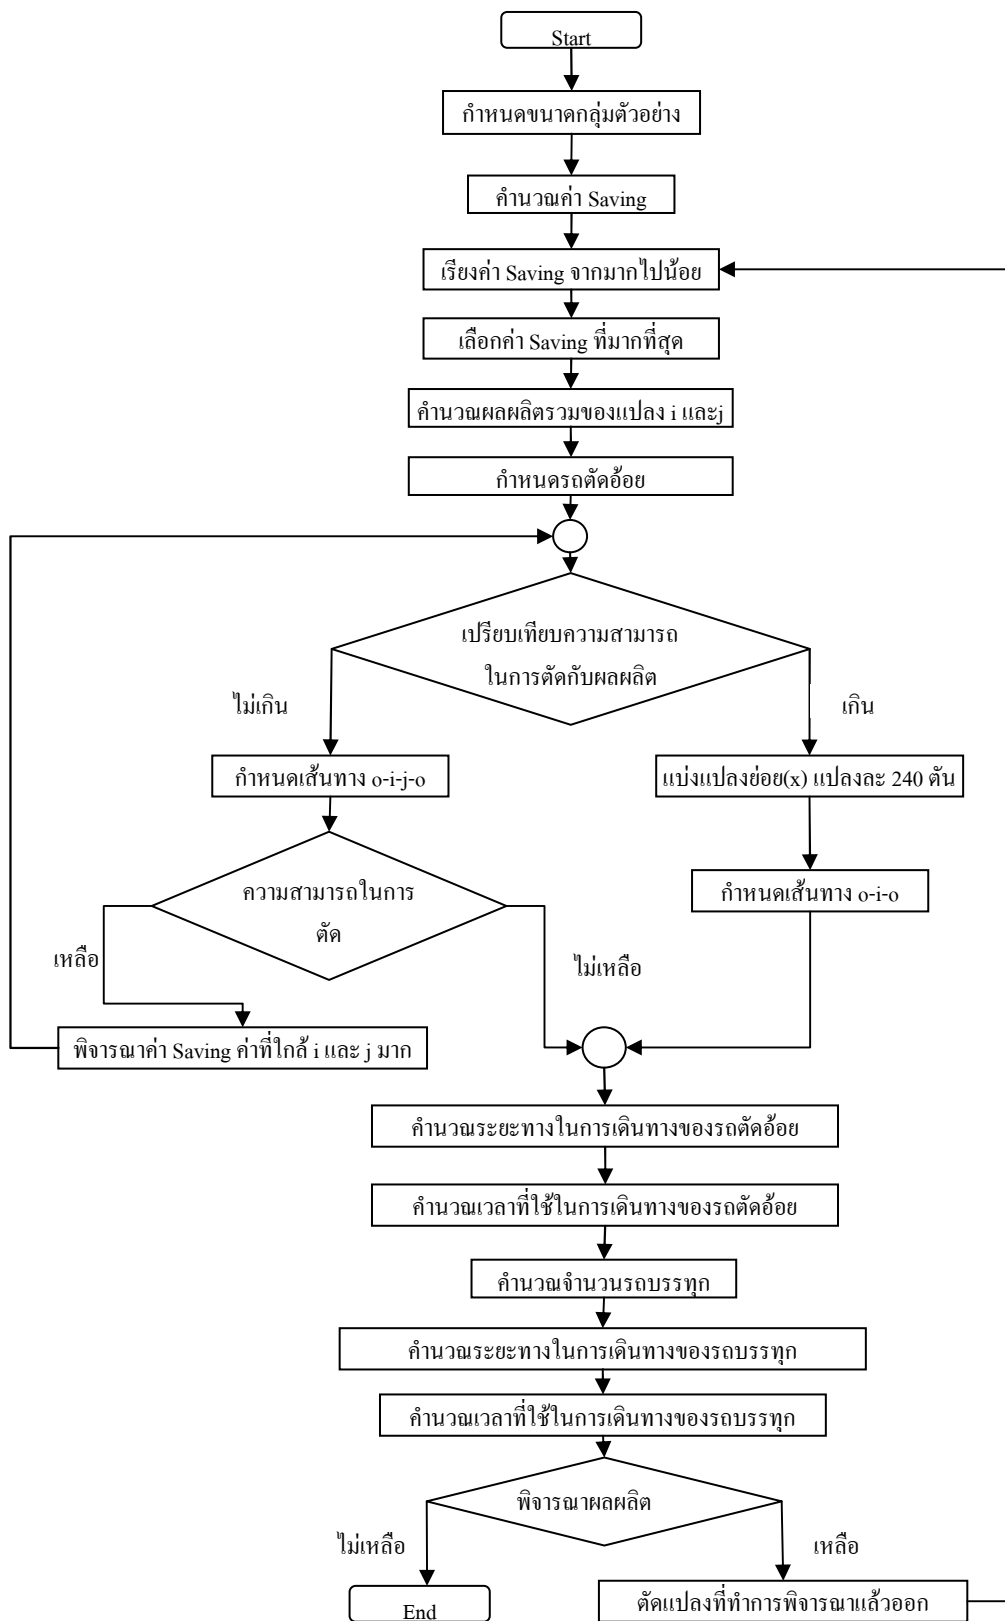 Start
กำหนดขนาดกลุ่มตัวอย่าง
คำนวณค่า Saving
เรียงค่า Saving จากมากไปน้อย
เลือกค่า Saving ที่มากที่สุด
คำนวณผลผลิตรวมของแปลง i และj
กำหนดรถตัดอ้อย
เปรียบเทียบความสามารถ
ในการตัดกับผลผลิต
ไม่เกิน
เกิน
กำหนดเส้นทาง o-i-j-o
แบ่งแปลงย่อย(x) แปลงละ 240 ตัน
ความสามารถในการ
ตัด
กำหนดเส้นทาง o-i-o
เหลือ
ไม่เหลือ
พิจารณาค่า Saving ค่าที่ใกล้ i และ j มาก
คำนวณระยะทางในการเดินทางของรถตัดอ้อย
คำนวณเวลาที่ใช้ในการเดินทางของรถตัดอ้อย
คำนวณจำนวนรถบรรทุก
คำนวณระยะทางในการเดินทางของรถบรรทุก
คำนวณเวลาที่ใช้ในการเดินทางของรถบรรทุก
พิจารณาผลผลิต
ไม่เหลือ
เหลือ
End
ตัดแปลงที่ทำการพิจารณาแล้วออก